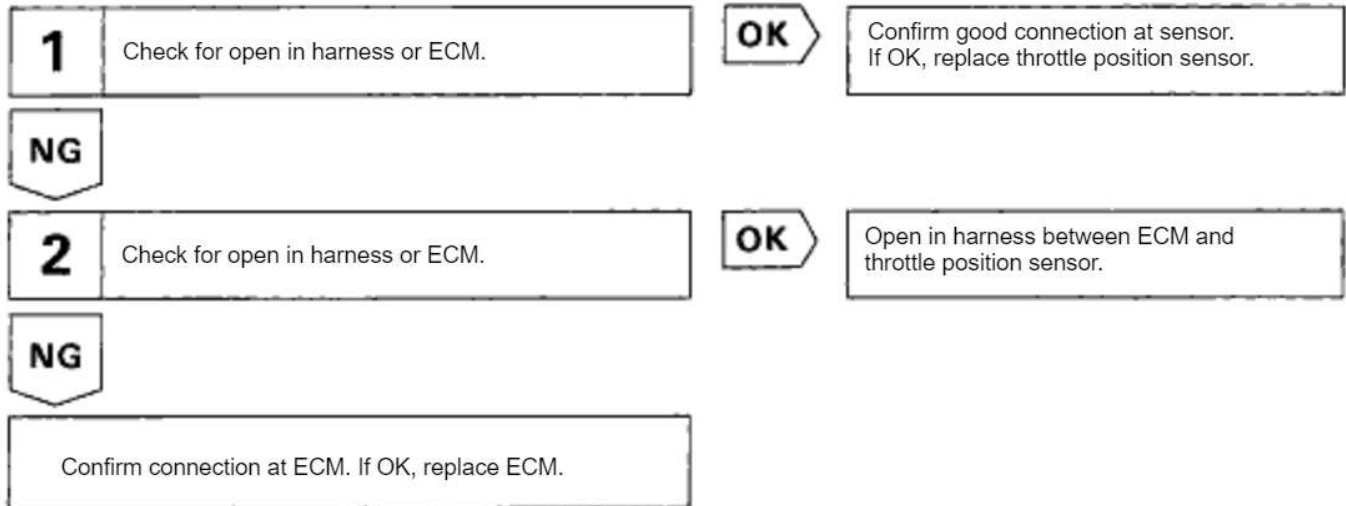 1
Check for open in harness or ECM.
OK
Confirm good connection at sensor.
If OK, replace throttle position sensor.
NG
2
Check for open in harness or ECM.
OK
Open in harness between ECM and
throttle position sensor.
NG
Confirm connection at ECM. If OK, replace ECM.